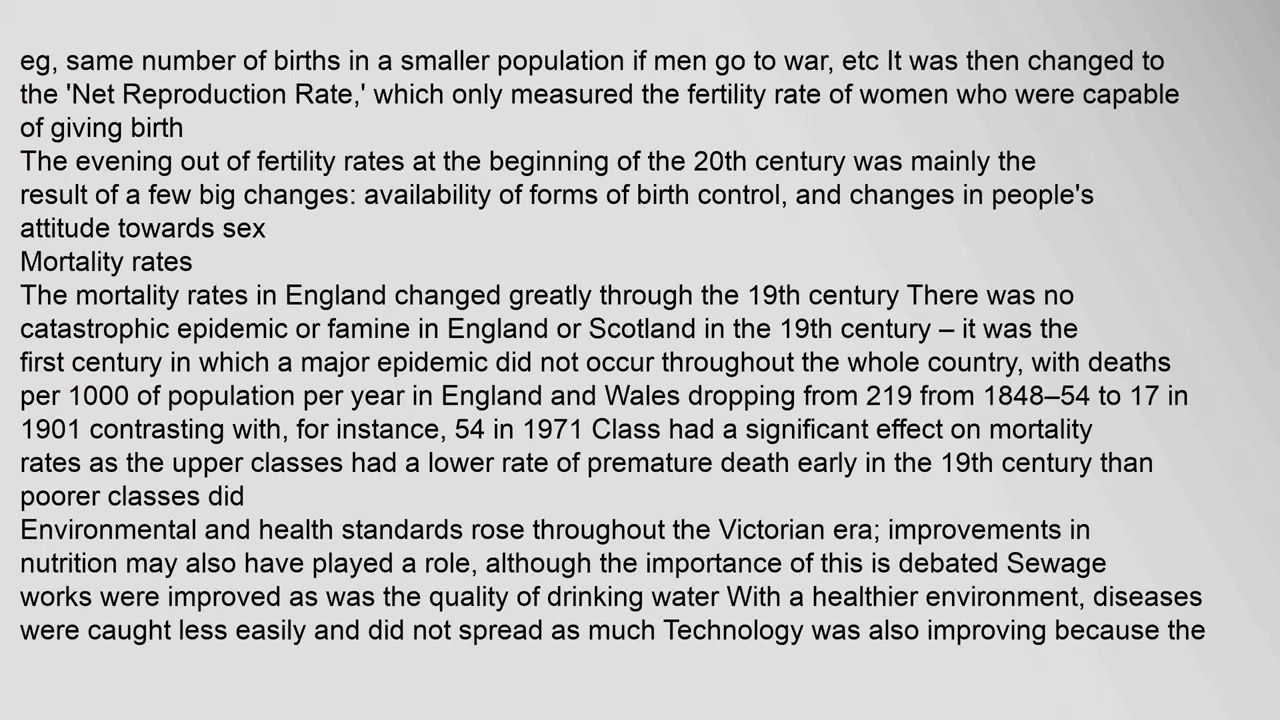 eg, same number of births in a smaller population if men go to war, etc It was then changed to
the 'Net Reproduction Rate,' which only measured the fertility rate of women who were capable
of giving birth
The evening out of fertility rates at the beginning of the 20th century was mainly the
result of a few big changes: availability of forms of birth control, and changes in people's
attitude towards sex
Mortality rates
The mortality rates in England changed greatly through the 19th century There was no
catastrophic epidemic or famine in England or Scotland in the 19th century – it was the
first century in which a major epidemic did not occur throughout the whole country, with deaths
per 1000 of population per year in England and Wales dropping from 219 from 1848–54 to 17 in
1901 contrasting with, for instance, 54 in 1971 Class had a significant effect on mortality
rates as the upper classes had a lower rate of premature death early in the 19th century than
poorer classes did
Environmental and health standards rose throughout the Victorian era; improvements in
nutrition may also have played a role, although the importance of this is debated Sewage
works were improved as was the quality of drinking water With a healthier environment, diseases
were caught less easily and did not spread as much Technology was also improving because the